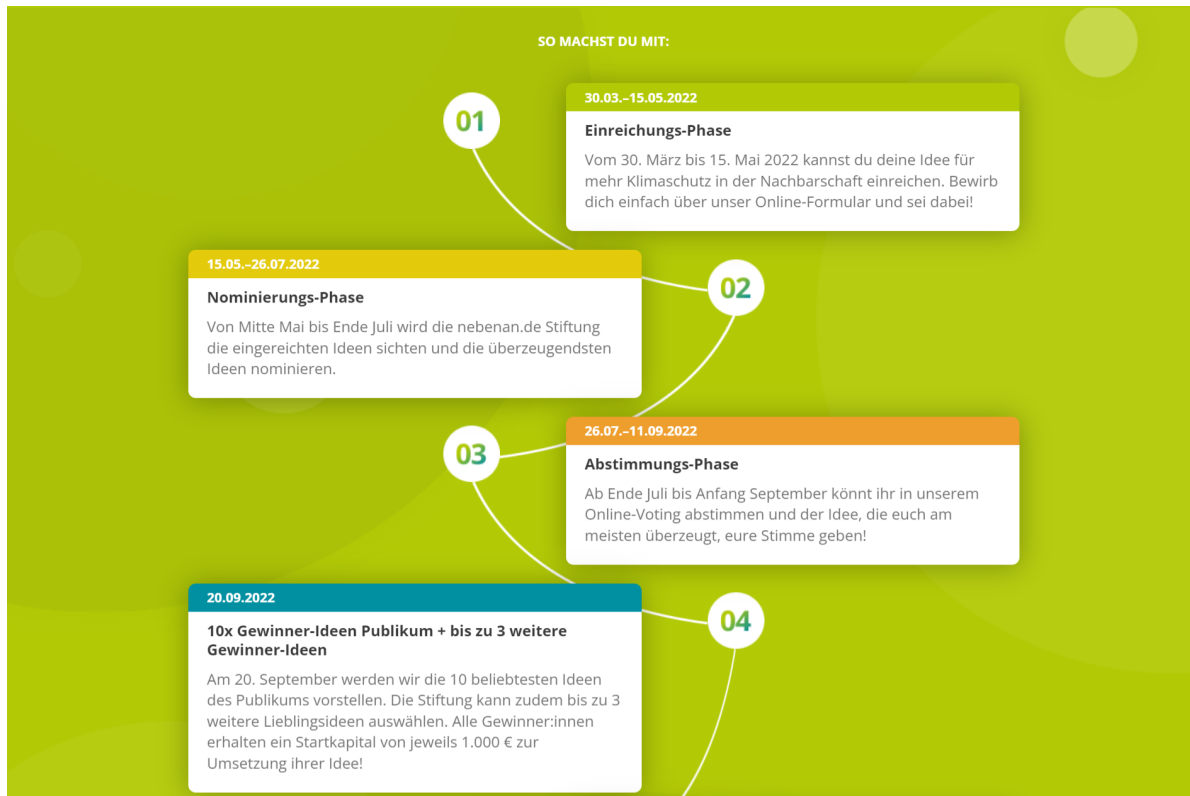 SO MACHST DU MIT:
01
30.03.–15.05.2022
Einreichungs-Phase
Vom 30. März bis 15. Mai 2022 kannst du deine Idee für
mehr Klimaschutz in der Nachbarschaft einreichen. Bewirb
dich einfach über unser Online-Formular und sei dabei!
02
15.05.–26.07.2022
Nominierungs-Phase
Von Mitte Mai bis Ende Juli wird die nebenan.de Stiftung
die eingereichten Ideen sichten und die überzeugendsten
Ideen nominieren.
03
26.07.–11.09.2022
Abstimmungs-Phase
Ab Ende Juli bis Anfang September könnt ihr in unserem
Online-Voting abstimmen und der Idee, die euch am
meisten überzeugt, eure Stimme geben!
04
20.09.2022
10x Gewinner-Ideen Publikum + bis zu 3 weitere
Gewinner-Ideen
Am 20. September werden wir die 10 beliebtesten Ideen
des Publikums vorstellen. Die Stiftung kann zudem bis zu 3
weitere Lieblingsideen auswählen. Alle Gewinner:innen
erhalten ein Startkapital von jeweils 1.000 € zur
Umsetzung ihrer Idee!